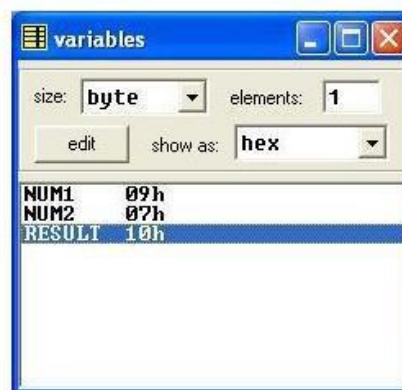 variables
size: byte elements: 1
edit show as: hex
NUM1 09h
NUM2 07h
RESULT 10h